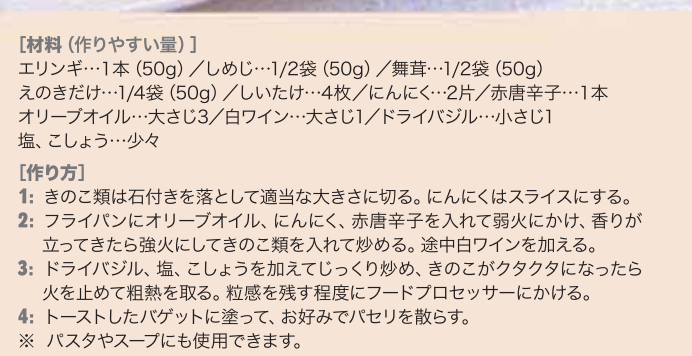 ［材料（作りやすい量）］
エリンギ…1本（50g）／しめじ…1/2袋（50g）／舞茸…1/2袋（50g）
えのきだけ…1/4袋（50g）／しいたけ…4枚／にんにく…2片／赤唐辛子…1本
オリーブオイル…大さじ3／白ワイン…大さじ1／ドライバジル…小さじ1
塩、こしょう…少々
［作り方］
1: きのこ類は石付きを落として適当な大きさに切る。にんにくはスライスにする。
2: フライパンにオリーブオイル、にんにく、赤唐辛子を入れて弱火にかけ、香りが
立ってきたら強火にしてきのこ類を入れて炒める。途中白ワインを加える。
3: ドライバジル、塩、こしょうを加えてじっくり炒め、きのこがクタクタになったら
火を止めて粗熱を取る。粒感を残す程度にフードプロセッサーにかける。
4: トーストしたバゲットに塗って、お好みでパセリを散らす。
※ パスタやスープにも使用できます。